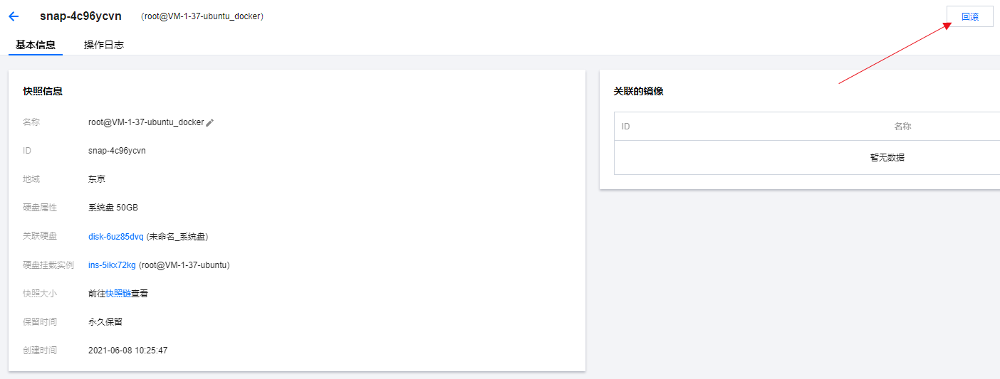 snap-4c96ycvn (root@VM-1-37-ubuntu_docker) 回滚
基本信息 操作日志
快照信息
名称 root@VM-1-37-ubuntu_docker
ID snap-4c96ycvn
地域 东京
硬盘属性 系统盘 50GB
关联硬盘 disk-6uz85dvq (未命名_系统盘)
硬盘挂载实例 ins-5ikx72kg (root@VM-1-37-ubuntu)
快照大小 前往快照链查看
保留时间 永久保留
创建时间 2021-06-08 10:25:47
关联的镜像
ID 名称
暂无数据